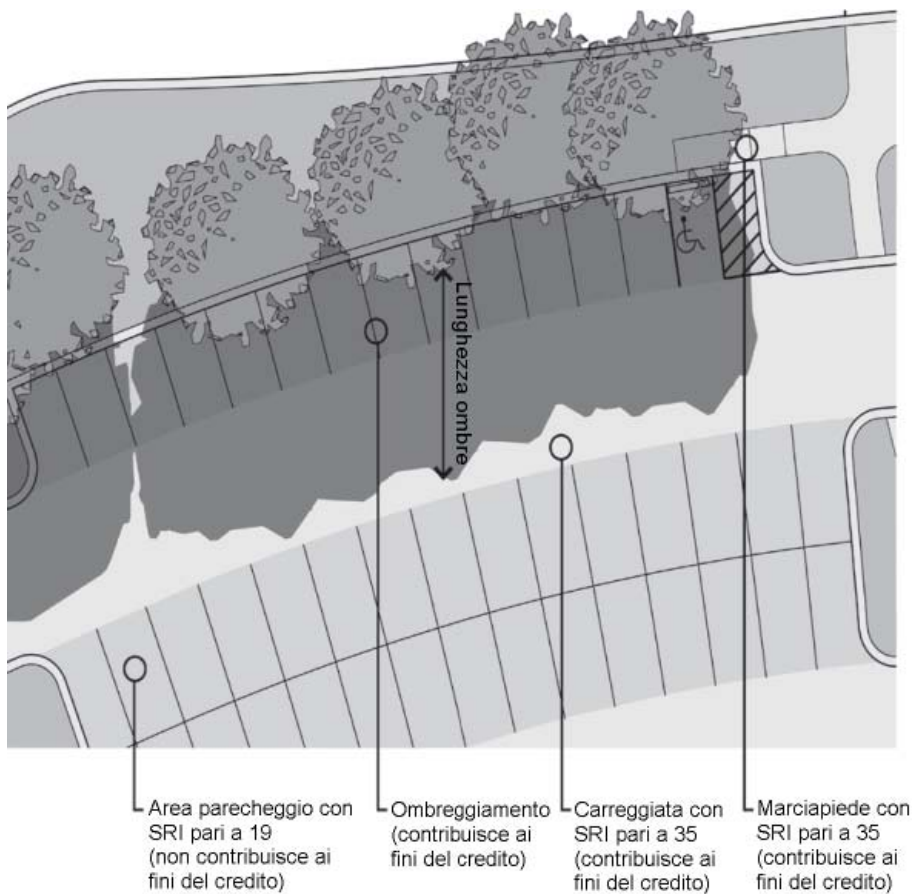 Lunghezza ombre
Area parecheggio con
SRI pari a 19
(non contribuisce ai
fini del credito)
Ombreggiamento
(contribuisce ai
fini del credito)
Carreggiata con
SRI pari a 35
(contribuisce ai
fini del credito)
Marciapiede con
SRI pari a 35
(contribuisce ai
fini del credito)